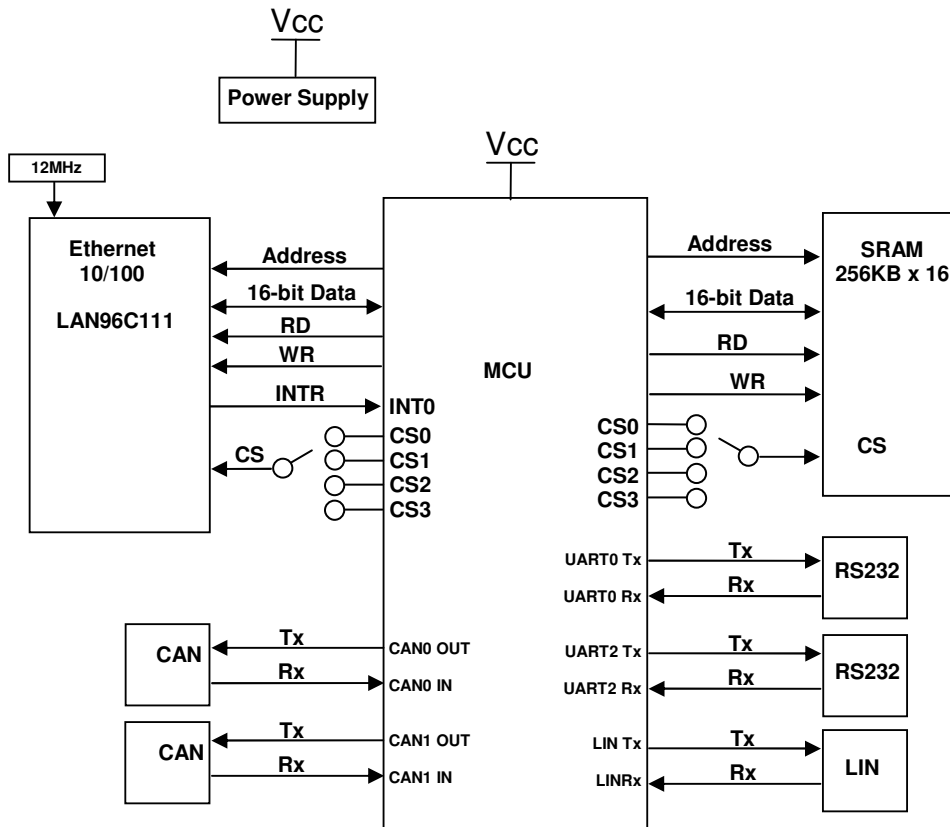 Vcc
Power Supply
Vcc
12MHz
Ethernet
10/100
LAN96C111
Address
16-bit Data
RD
WR
INTR
CS
MCU
INT0
CS0
CS1
CS2
CS3
Address
16-bit Data
RD
WR
CS0
CS1
CS2
CS3
SRAM
256KB x 16
CS
UART0 Tx
Tx
UART0 Rx
Rx
RS232
UART2 Tx
Tx
UART2 Rx
Rx
RS232
LIN Tx
Tx
LINRx
Rx
LIN
CAN
Tx
CAN0 OUT
Rx
CAN0 IN
CAN
Tx
CAN1 OUT
Rx
CAN1 IN